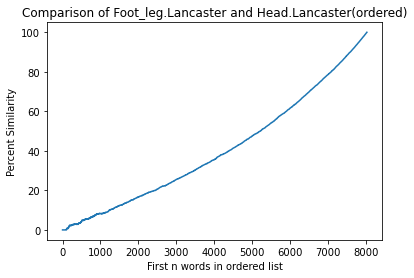 Comparison of Foot_leg.Lancaster and Head.Lancaster(ordered)
Percent Similarity
100
80
60
40
20
0
0 1000 2000 3000 4000 5000 6000 7000 8000
First n words in ordered list